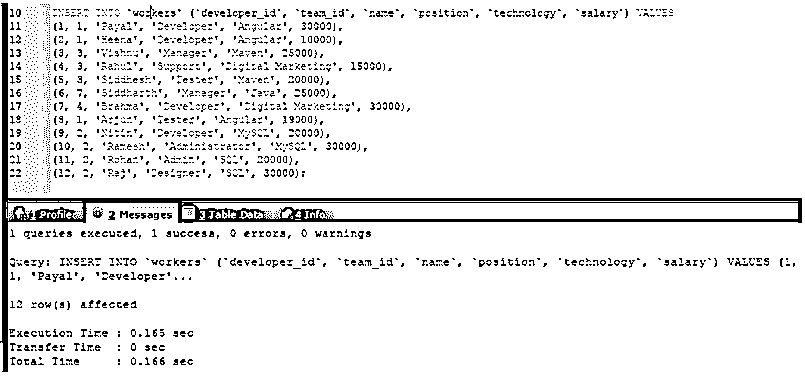 10 INSERT INTO `workers` (`developer_id`, `team_id`, `name`, `position`, `technology`, `salary`) VALUES
11 (1, 1, 'Payal', 'Developer', 'Angular', 30000),
12 (2, 1, 'Heena', 'Developer', 'Angular', 10000),
13 (3, 3, 'Vishnu', 'Manager', 'Maven', 25000),
14 (4, 3, 'Rahul', 'Support', 'Digital Marketing', 15000),
15 (5, 3, 'Siddhesh', 'Tester', 'Maven', 20000),
16 (6, 7, 'Siddharth', 'Manager', 'Java', 25000),
17 (7, 4, 'Brahma', 'Developer', 'Digital Marketing', 30000),
18 (8, 1, 'Arjun', 'Tester', 'Angular', 19000),
19 (9, 2, 'Nitin', 'Developer', 'MySQL', 20000),
20 (10, 2, 'Ramesh', 'Administrator', 'MySQL', 30000),
21 (11, 2, 'Rohan', 'Admin', 'SQL', 20000),
22 (12, 2, 'Raj', 'Designer', 'SQL', 30000);
1 Profiler 2 Messages 3 Table Data 4 Info
1 queries executed, 1 success, 0 errors, 0 warnings
Query: INSERT INTO `workers` (`developer_id`, `team_id`, `name`, `position`, `technology`, `salary`) VALUES (1,
1, 'Payal', 'Developer'...
12 row(s) affected
Execution Time : 0.165 sec
Transfer Time : 0 sec
Total Time : 0.166 sec